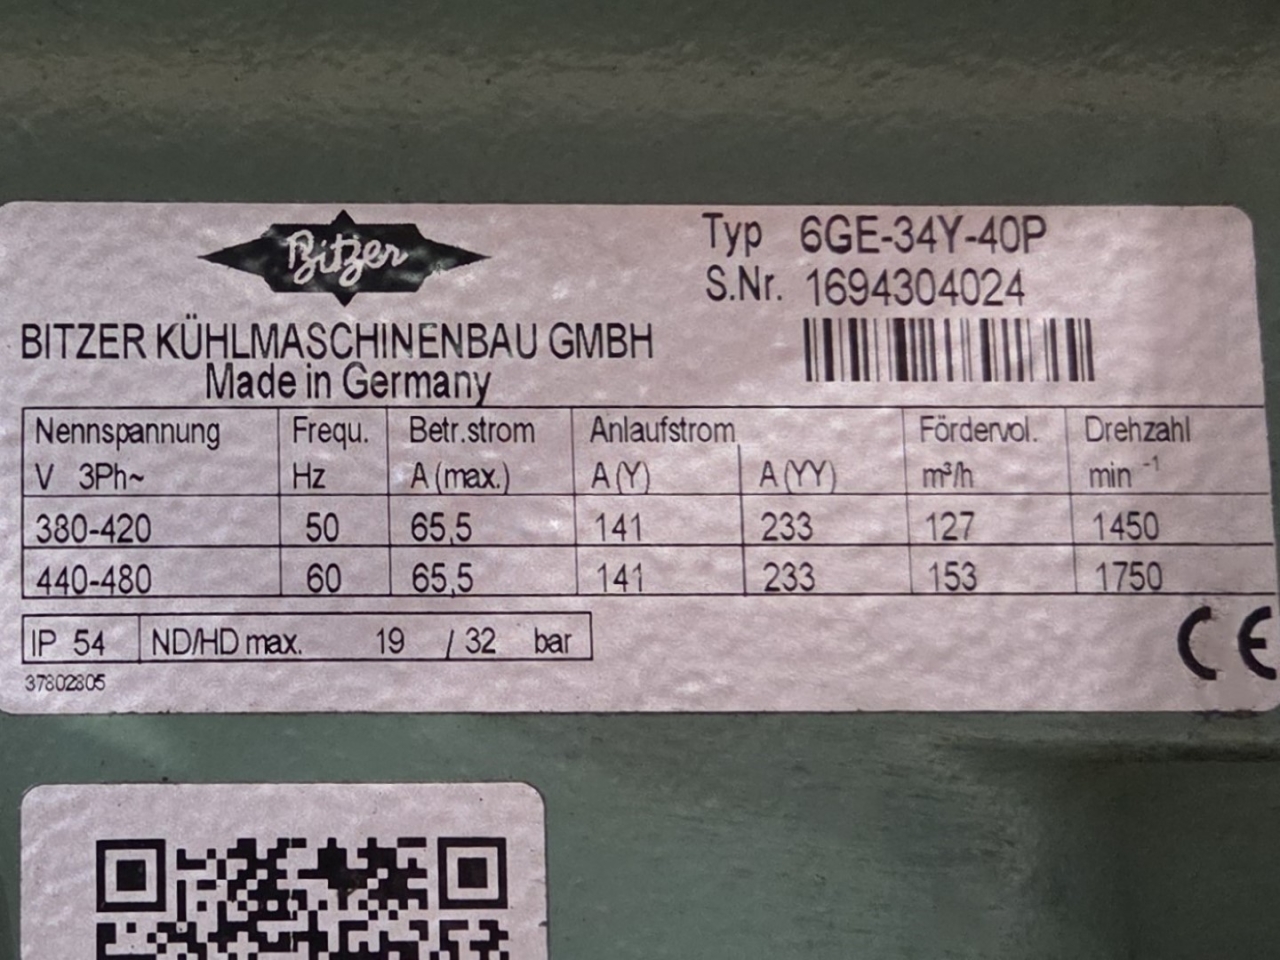 Bitzer
Typ 6GE-34Y-40P
S.Nr. 1694304024
BITZER KÜHLMASCHINENBAU GMBH
Made in Germany
Nennspannung Frequ. Betr.strom Anlaufstrom Fördervol. Drehzahl
V 3Ph~ Hz A (max.) A (Y) A (YY) m³/h min⁻¹
380-420 50 65,5 141 233 127 1450
440-480 60 65,5 141 233 153 1750
IP 54 ND/HD max. 19 / 32 bar
CE
37802805